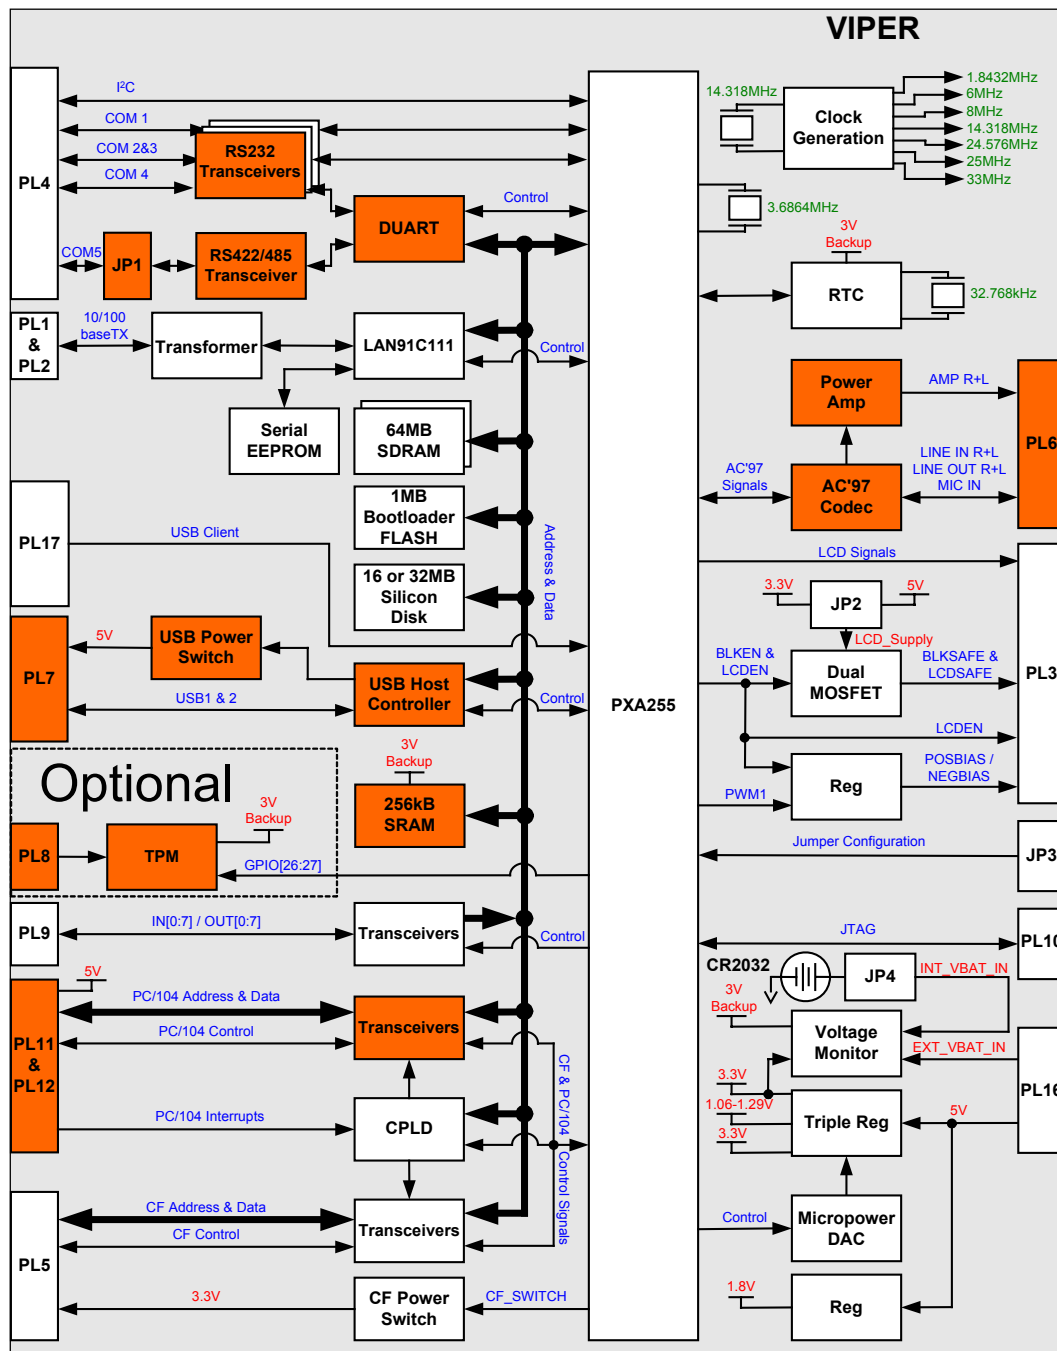 VIPER
PL4
I²C
COM 1
COM 2&3
COM 4
RS232
Transceivers
DUART
Control
COM5
JP1
RS422/485
Transceiver
PL1
&
PL2
10/100
baseTX
Transformer
LAN91C111
Control
Serial
EEPROM
64MB
SDRAM
1MB
Bootloader
FLASH
16 or 32MB
Silicon
Disk
Address & Data
PL17
USB Client
PL7
5V
USB Power
Switch
USB1 & 2
USB Host
Controller
Control
Optional
3V
Backup
PL8
TPM
GPIO[26:27]
3V
Backup
256kB
SRAM
PL9
IN[0:7] / OUT[0:7]
Transceivers
Control
PL11
&
PL12
5V
PC/104 Address & Data
PC/104 Control
Transceivers
PC/104 Interrupts
CPLD
CF & PC/104
Control Signals
PL5
CF Address & Data
CF Control
Transceivers
3.3V
CF Power
Switch
CF_SWITCH
PXA255
14.318MHz
Clock
Generation
1.8432MHz
6MHz
8MHz
14.318MHz
24.576MHz
25MHz
33MHz
3.6864MHz
3V
Backup
RTC
32.768kHz
Power
Amp
AMP R+L
PL6
AC'97
Signals
AC'97
Codec
LINE IN R+L
LINE OUT R+L
MIC IN
LCD Signals
PL3
3.3V
JP2
5V
LCD_Supply
BLKEN &
LCDEN
Dual
MOSFET
BLKSAFE &
LCDSAFE
LCDEN
PWM1
Reg
POSBIAS /
NEGBIAS
Jumper Configuration
JP3
JTAG
PL10
CR2032
JP4
INT_VBAT_IN
3V
Backup
Voltage
Monitor
EXT_VBAT_IN
PL16
3.3V
1.06-1.29V
3.3V
Triple Reg
5V
Control
Micropower
DAC
1.8V
Reg